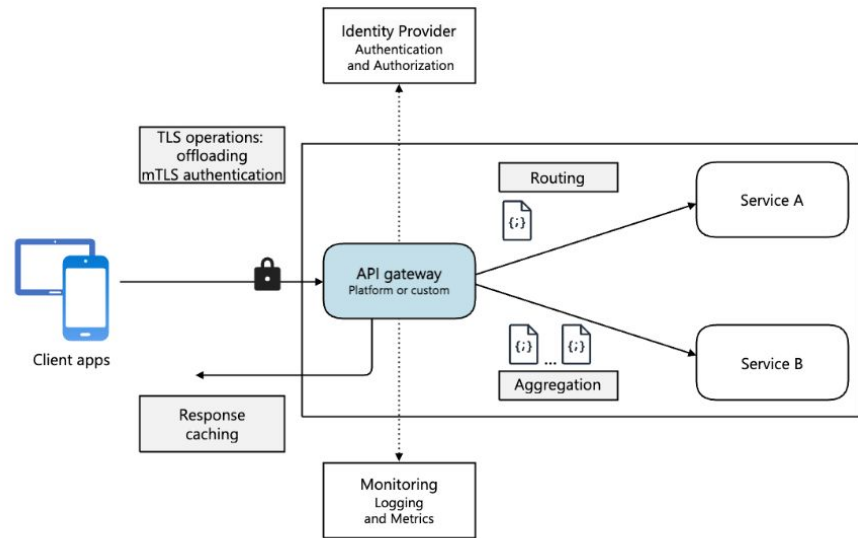 Identity Provider
Authentication
and Authorization
TLS operations:
offloading
mTLS authentication
Routing
{;}
Service A
API gateway
Platform or custom
Client apps
{;} ... {;}
Aggregation
Service B
Response
caching
Monitoring
Logging
and Metrics